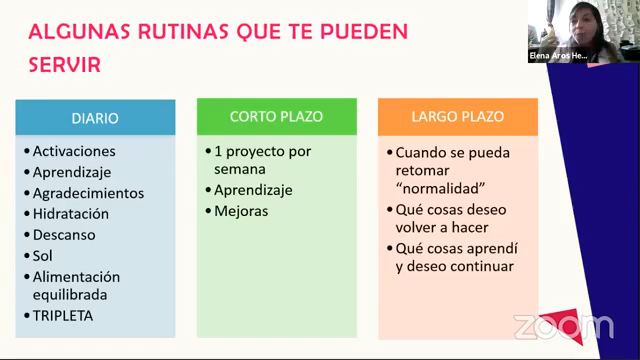 ALGUNAS RUTINAS QUE TE PUEDEN
SERVIR
Elena Aros He...
DIARIO
• Activaciones
• Aprendizaje
• Agradecimientos
• Hidratación
• Descanso
• Sol
• Alimentación
equilibrada
• TRIPLETA
CORTO PLAZO
• 1 proyecto por
semana
• Aprendizaje
• Mejoras
LARGO PLAZO
• Cuando se pueda
retomar
“normalidad”
• Qué cosas deseo
volver a hacer
• Qué cosas aprendí
y deseo continuar
zoom